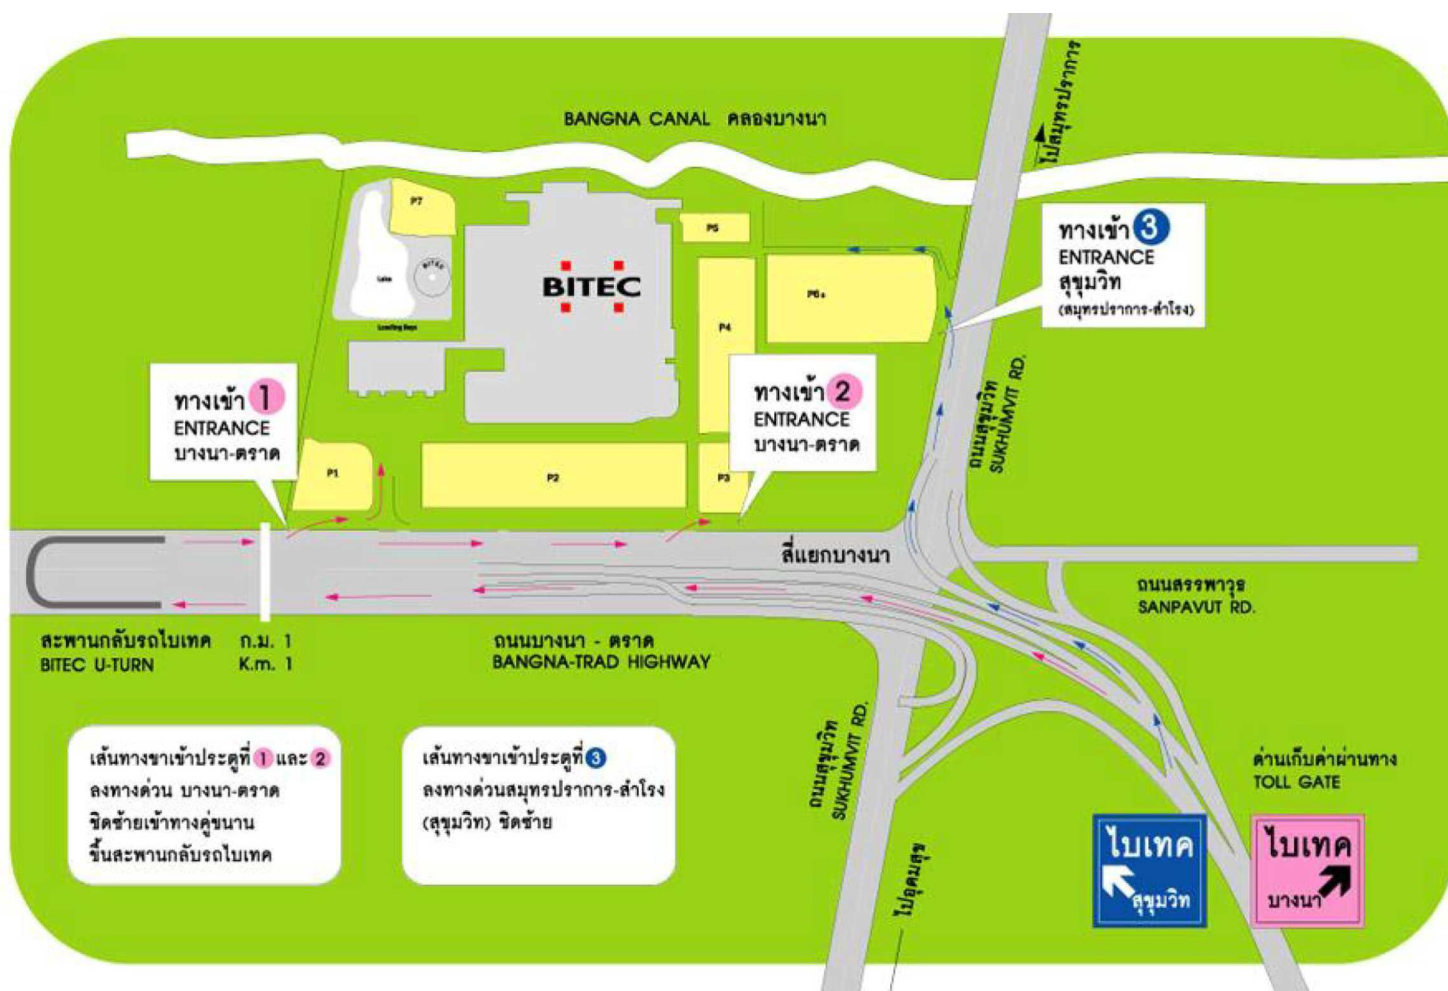 BANGNA CANAL คลองบางนา
ไปสมุทรปราการ
P7
P5
BITEC
Lake
Loading Bays
BITEC
P4
P6a
ทางเข้า 3
ENTRANCE
สุขุมวิท
(สมุทรปราการ-สำโรง)
ทางเข้า 1
ENTRANCE
บางนา-ตราด
ทางเข้า 2
ENTRANCE
บางนา-ตราด
ถนนสุขุมวิท
SUKHUMVIT RD.
P1
P2
P3
สี่แยกบางนา
ถนนสรรพาวุธ
SANPAVUT RD.
สะพานกลับรถไบเทค
BITEC U-TURN
ก.ม. 1
K.m. 1
ถนนบางนา - ตราด
BANGNA-TRAD HIGHWAY
ถนนสุขุมวิท
SUKHUMVIT RD.
เส้นทางขาเข้าประตูที่ 1 และ 2
ลงทางด่วน บางนา-ตราด
ชิดซ้ายเข้าทางคู่ขนาน
ขึ้นสะพานกลับรถไบเทค
เส้นทางขาเข้าประตูที่ 3
ลงทางด่วนสมุทรปราการ-สำโรง
(สุขุมวิท) ชิดซ้าย
ด่านเก็บค่าผ่านทาง
TOLL GATE
ไบเทค
สุขุมวิท
ไบเทค
บางนา
ไปอุดมสุข